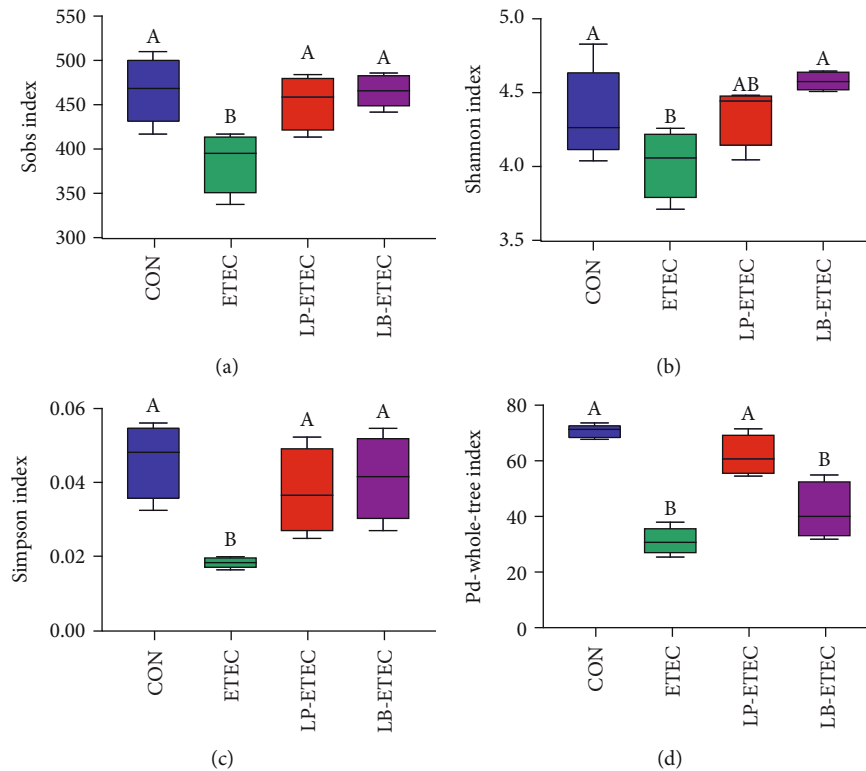 550
500
450
400
350
300
Sobs index
A
B
A
A
CON
ETEC
LP-ETEC
LB-ETEC
(a)
5.0
4.5
4.0
3.5
Shannon index
A
B
AB
A
CON
ETEC
LP-ETEC
LB-ETEC
(b)
0.06
0.04
0.02
0.00
Simpson index
A
B
A
A
CON
ETEC
LP-ETEC
LB-ETEC
(c)
80
60
40
20
0
Pd-whole-tree index
A
B
A
B
CON
ETEC
LP-ETEC
LB-ETEC
(d)